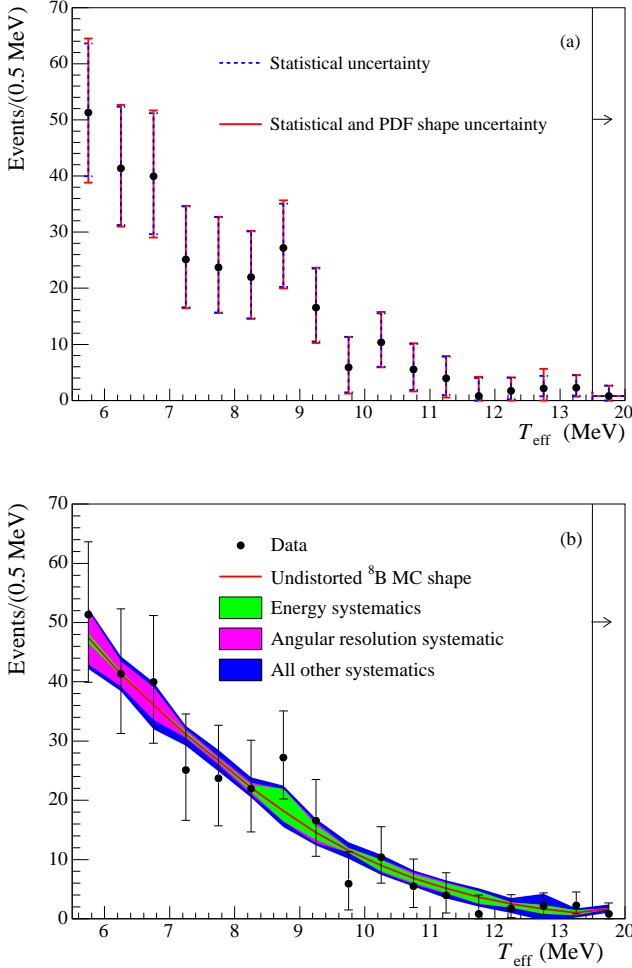 70
60
50
40
30
20
10
0
Events/(0.5 MeV)
(a)
Statistical uncertainty
Statistical and PDF shape uncertainty
6 7 8 9 10 11 12 13 20
T_eff (MeV)
70
60
50
40
30
20
10
0
Events/(0.5 MeV)
(b)
Data
Undistorted ⁸B MC shape
Energy systematics
Angular resolution systematic
All other systematics
6 7 8 9 10 11 12 13 20
T_eff (MeV)